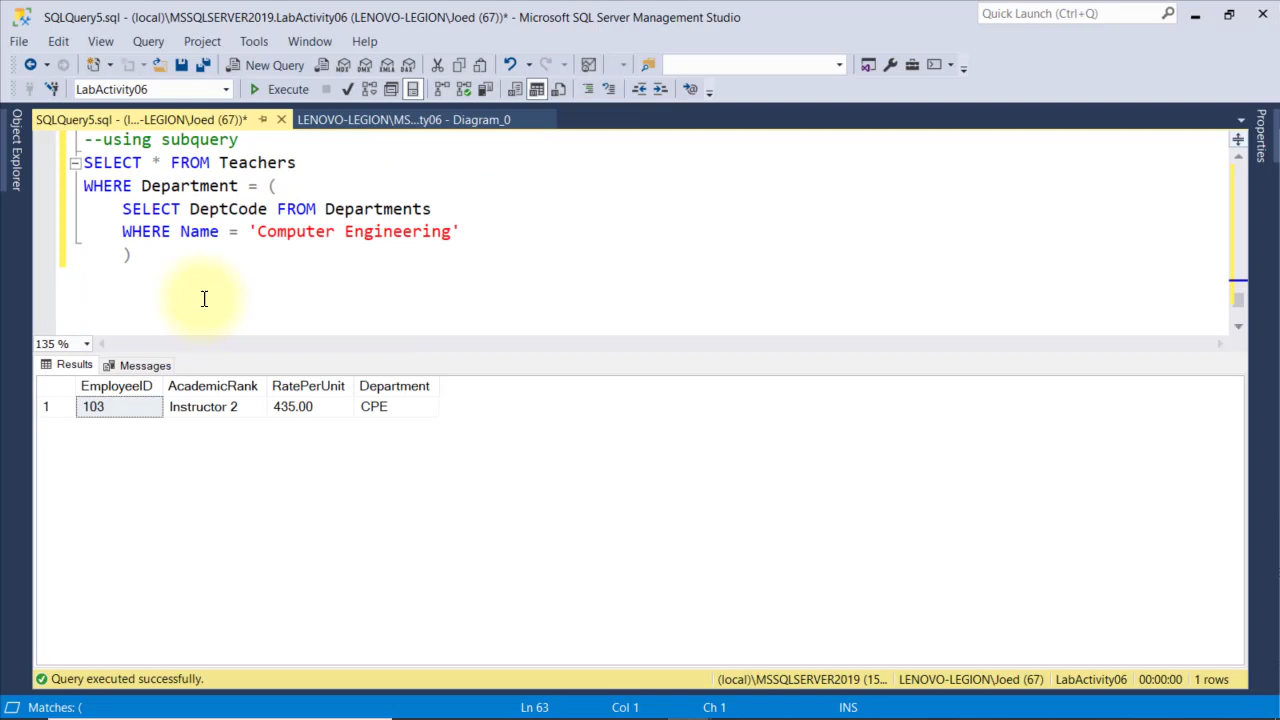 SQLQuery5.sql - (local)\MSSQLSERVER2019.LabActivity06 (LENOVO-LEGION\Joed (67))* - Microsoft SQL Server Management Studio
Quick Launch (Ctrl+Q)
File Edit View Query Project Tools Window Help
New Query
LabActivity06 Execute
SQLQuery5.sql - (l...-LEGION\Joed (67))* LENOVO-LEGION\MS...ty06 - Diagram_0
Object Explorer
Properties
--using subquery
SELECT * FROM Teachers
WHERE Department = (
SELECT DeptCode FROM Departments
WHERE Name = 'Computer Engineering'
)
135 %
Results Messages
EmployeeID AcademicRank RatePerUnit Department
1 103 Instructor 2 435.00 CPE
Query executed successfully. (local)\MSSQLSERVER2019 (15... LENOVO-LEGION\Joed (67) LabActivity06 00:00:00 1 rows
Matches: ( Ln 63 Col 1 Ch 1 INS